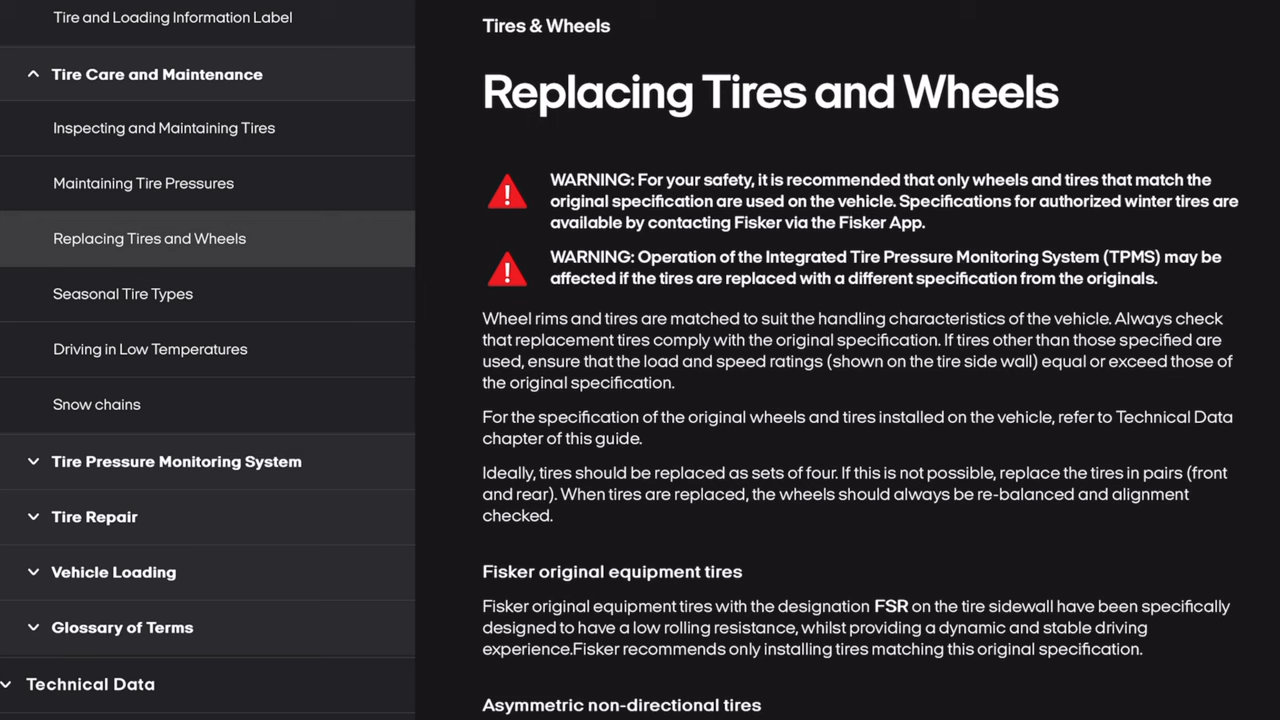 Tire and Loading Information Label
Tire Care and Maintenance
Inspecting and Maintaining Tires
Maintaining Tire Pressures
Replacing Tires and Wheels
Seasonal Tire Types
Driving in Low Temperatures
Snow chains
Tire Pressure Monitoring System
Tire Repair
Vehicle Loading
Glossary of Terms
Technical Data
Tires & Wheels
Replacing Tires and Wheels
WARNING: For your safety, it is recommended that only wheels and tires that match the
original specification are used on the vehicle. Specifications for authorized winter tires are
available by contacting Fisker via the Fisker App.
WARNING: Operation of the Integrated Tire Pressure Monitoring System (TPMS) may be
affected if the tires are replaced with a different specification from the originals.
Wheel rims and tires are matched to suit the handling characteristics of the vehicle. Always check
that replacement tires comply with the original specification. If tires other than those specified are
used, ensure that the load and speed ratings (shown on the tire side wall) equal or exceed those of
the original specification.
For the specification of the original wheels and tires installed on the vehicle, refer to Technical Data
chapter of this guide.
Ideally, tires should be replaced as sets of four. If this is not possible, replace the tires in pairs (front
and rear). When tires are replaced, the wheels should always be re-balanced and alignment
checked.
Fisker original equipment tires
Fisker original equipment tires with the designation FSR on the tire sidewall have been specifically
designed to have a low rolling resistance, whilst providing a dynamic and stable driving
experience.Fisker recommends only installing tires matching this original specification.
Asymmetric non-directional tires